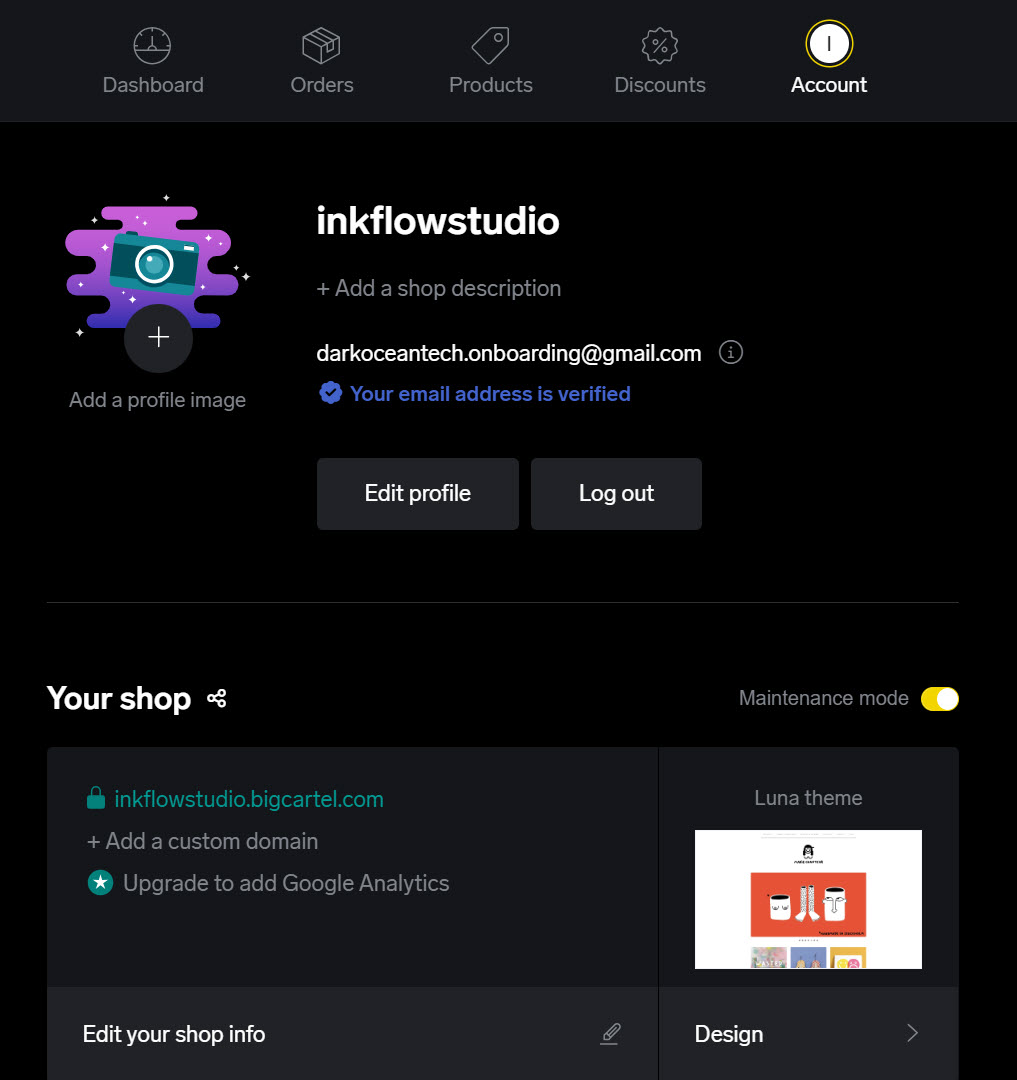 Dashboard
Orders
Products
Discounts
I
Account
inkflowstudio
+ Add a shop description
darkoceantech.onboarding@gmail.com
Your email address is verified
Add a profile image
Edit profile
Log out
Your shop
Maintenance mode
inkflowstudio.bigcartel.com
+ Add a custom domain
Upgrade to add Google Analytics
Luna theme
Edit your shop info
Design